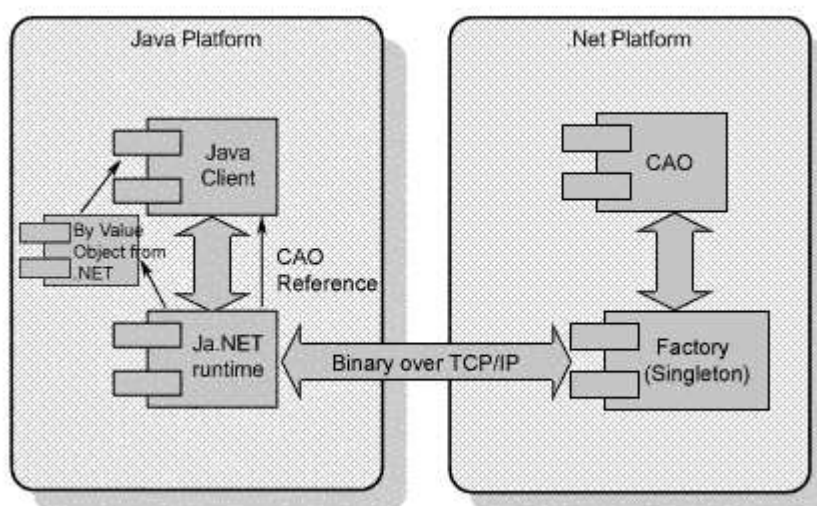 Java Platform
.Net Platform
Java
Client
CAO
By Value
Object from
.NET
CAO
Reference
Ja.NET
runtime
Binary over TCP/IP
Factory
(Singleton)